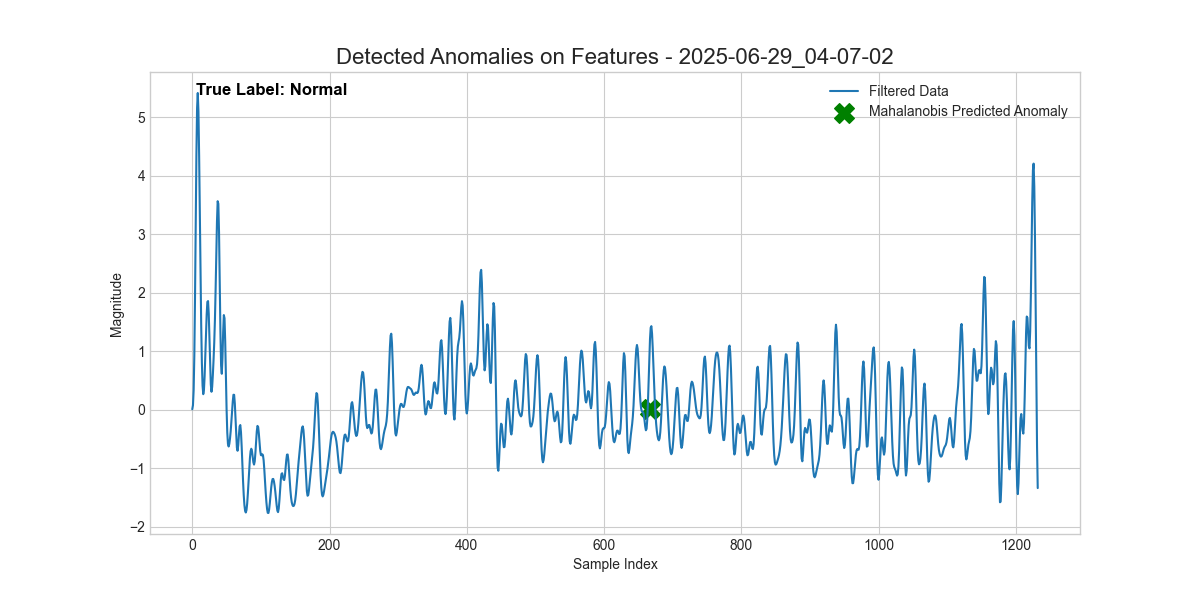 Detected Anomalies on Features - 2025-06-29_04-07-02
True Label: Normal
Filtered Data
Mahalanobis Predicted Anomaly
Magnitude
5
4
3
2
1
0
−1
−2
0 200 400 600 800 1000 1200
Sample Index